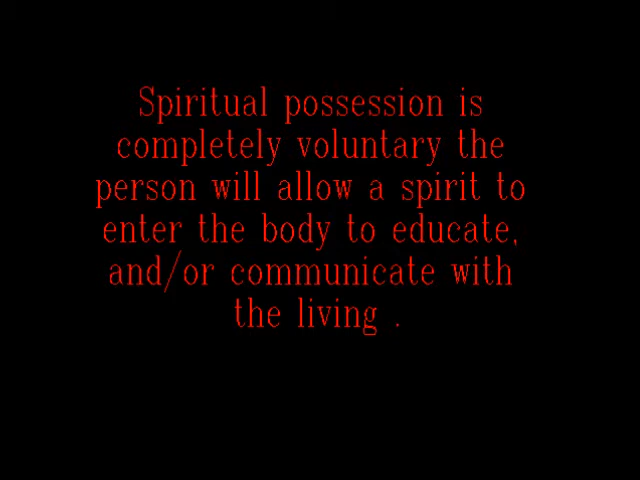 Spiritual possession is
completely voluntary the
person will allow a spirit to
enter the body to educate,
and/or communicate with
the living .